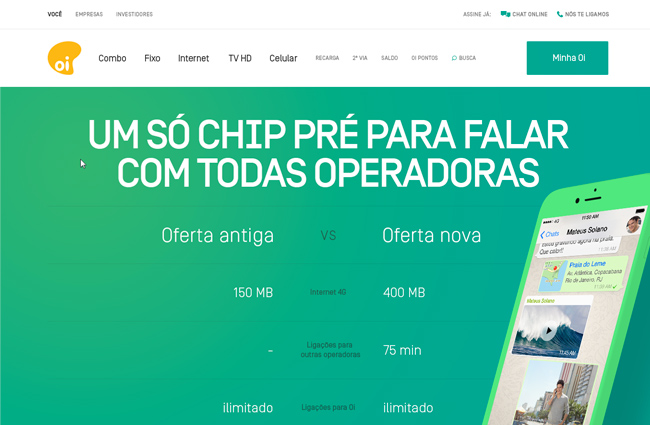 VOCÊ EMPRESAS INVESTIDORES ASSINE JÁ: CHAT ONLINE NÓS TE LIGAMOS
oi Combo Fixo Internet TV HD Celular RECARGA 2ª VIA SALDO OI PONTOS BUSCA Minha Oi
UM SÓ CHIP PRÉ PARA FALAR
COM TODAS OPERADORAS
Oferta antiga VS Oferta nova
150 MB Internet 4G 400 MB
Ligações para
- outras operadoras 75 min
ilimitado Ligações para Oi ilimitado
4G 11:50 AM
Chats Mateus Solano
Que calor!!
Praia do Leme
Av. Atlântica, Copacabana
Rio de Janeiro, RJ
Mateus Solano
11:45 AM